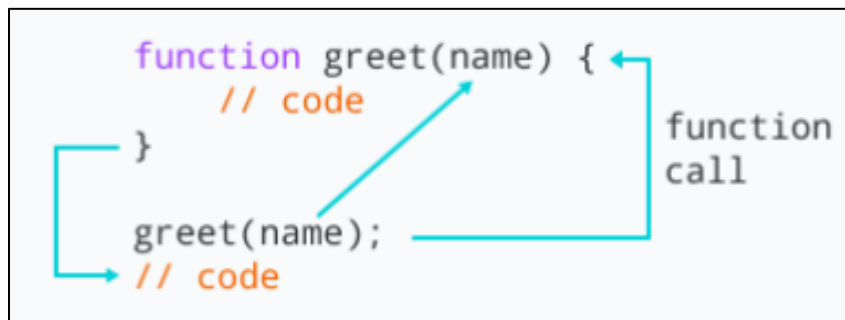 function greet(name) {
// code
}
greet(name);
// code
function
call